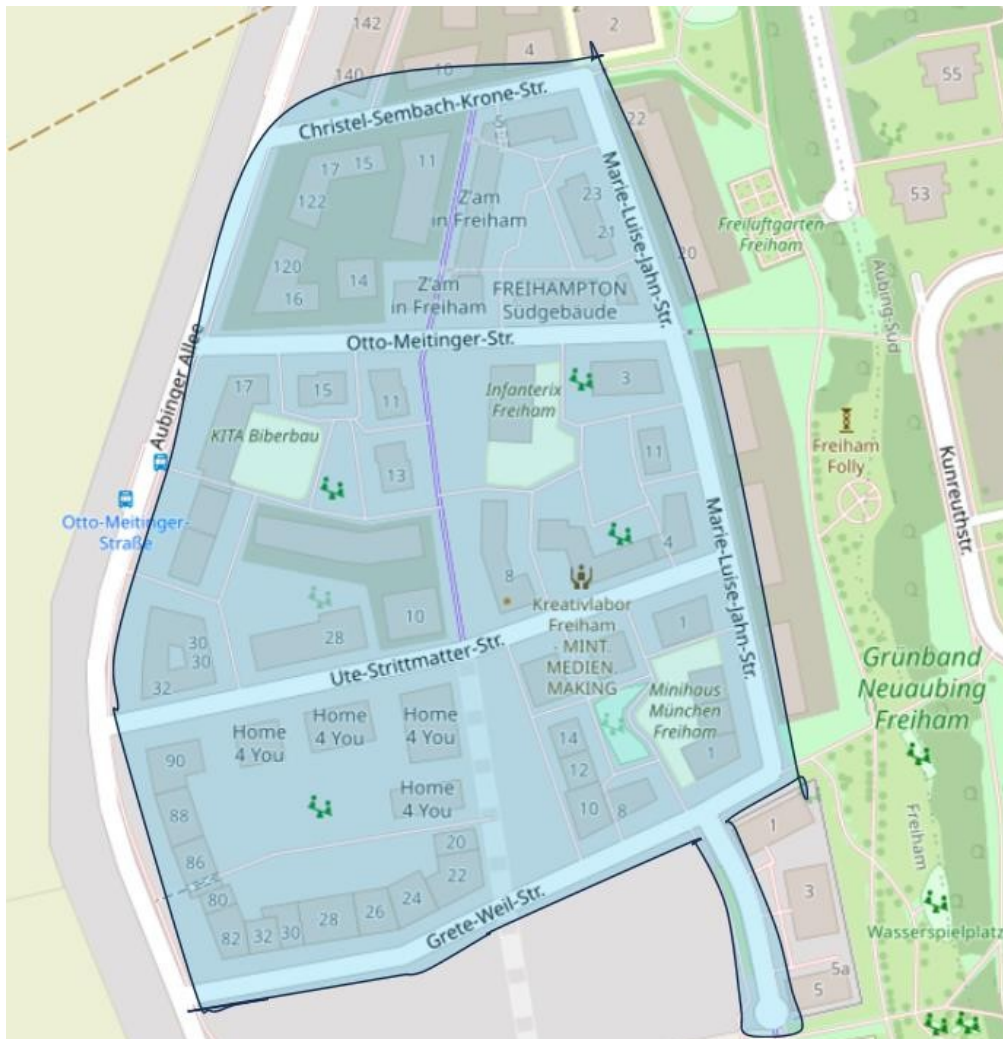 142
2
140
10
4
55
Christel-Sembach-Krone-Str.
5
22
17
15
11
122
Z'am
in Freiham
23
21
Marie-Luise-Jahn-Str.
53
Freiluftgarten
Freiham
20
120
16
14
Z'am
in Freiham
FREIHAMPTON
Südgebäude
Aubing-Süd
Otto-Meitinger-Str.
Aubinger Allee
17
15
11
Infanterix
Freiham
3
KITA Biberbau
13
11
Freiham
Folly
Kunreuthstr.
Otto-Meitinger-
Straße
8
4
Marie-Luise-Jahn-Str.
Kreativlabor
Freiham
- MINT.
MEDIEN.
MAKING
10
28
30
30
32
Ute-Strittmatter-Str.
1
Minihaus
München
Freiham
1
Grünband
Neuaubing
Freiham
Home
4 You
Home
4 You
Home
4 You
90
14
12
10
8
Home
4 You
88
86
80
82
32
30
28
26
24
22
20
Grete-Weil-Str.
1
3
Freiham
Wasserspielplatz
5a
5